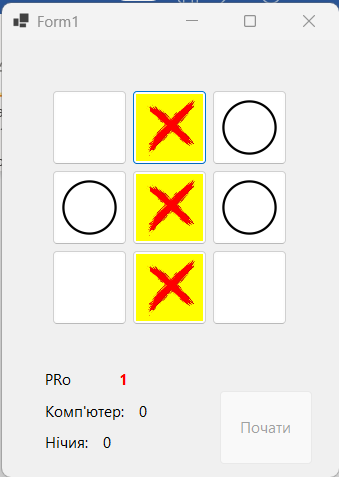 Form1
PRo 1
Комп'ютер: 0
Нічия: 0
Почати